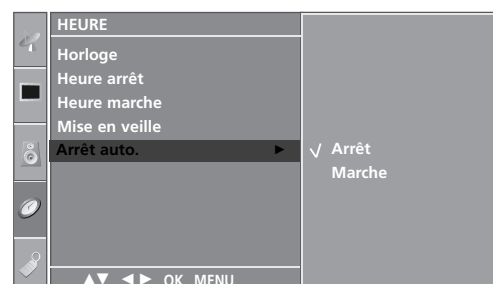 HEURE
Horloge
Heure arrêt
Heure marche
Mise en veille
Arrêt auto. ► √ Arrêt
Marche
▲▼ ◄► OK MENU